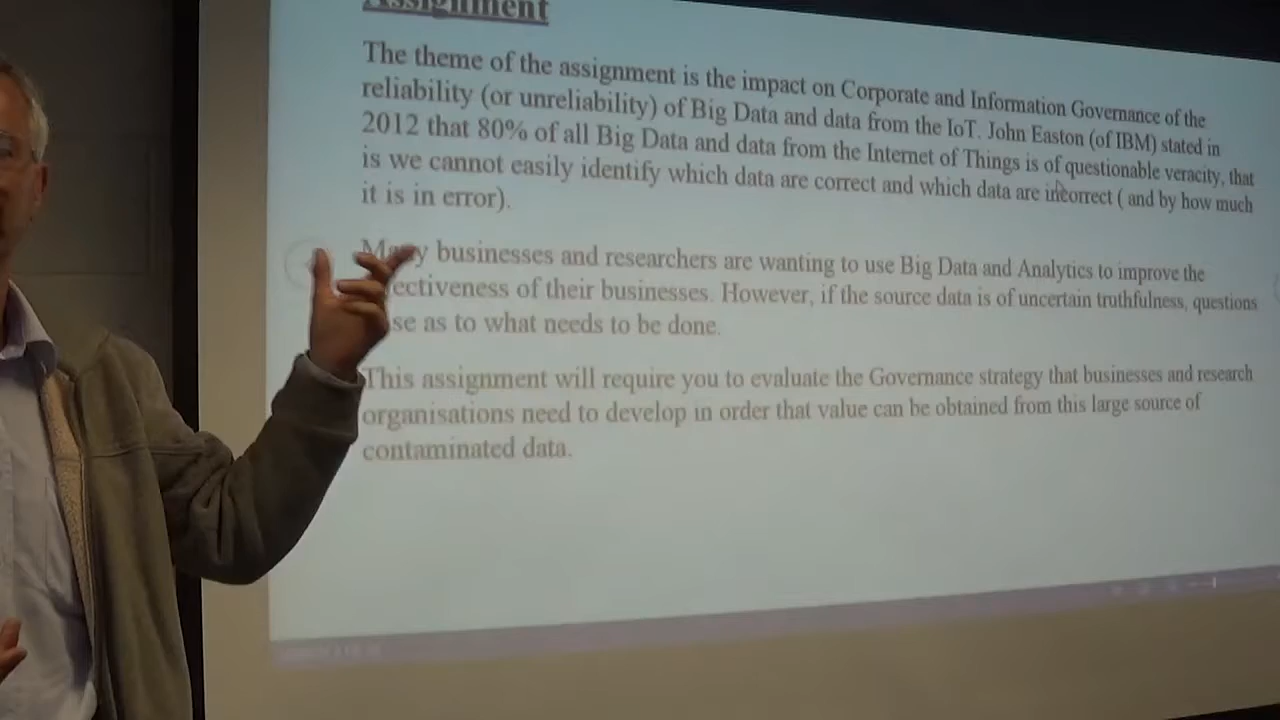 Assignment
The theme of the assignment is the impact on Corporate and Information Governance of the
reliability (or unreliability) of Big Data and data from the IoT. John Easton (of IBM) stated in
2012 that 80% of all Big Data and data from the Internet of Things is of questionable veracity, that
is we cannot easily identify which data are correct and which data are incorrect ( and by how much
it is in error).
Many businesses and researchers are wanting to use Big Data and Analytics to improve the
ectiveness of their businesses. However, if the source data is of uncertain truthfulness, questions
se as to what needs to be done.
This assignment will require you to evaluate the Governance strategy that businesses and research
organisations need to develop in order that value can be obtained from this large source of
contaminated data.